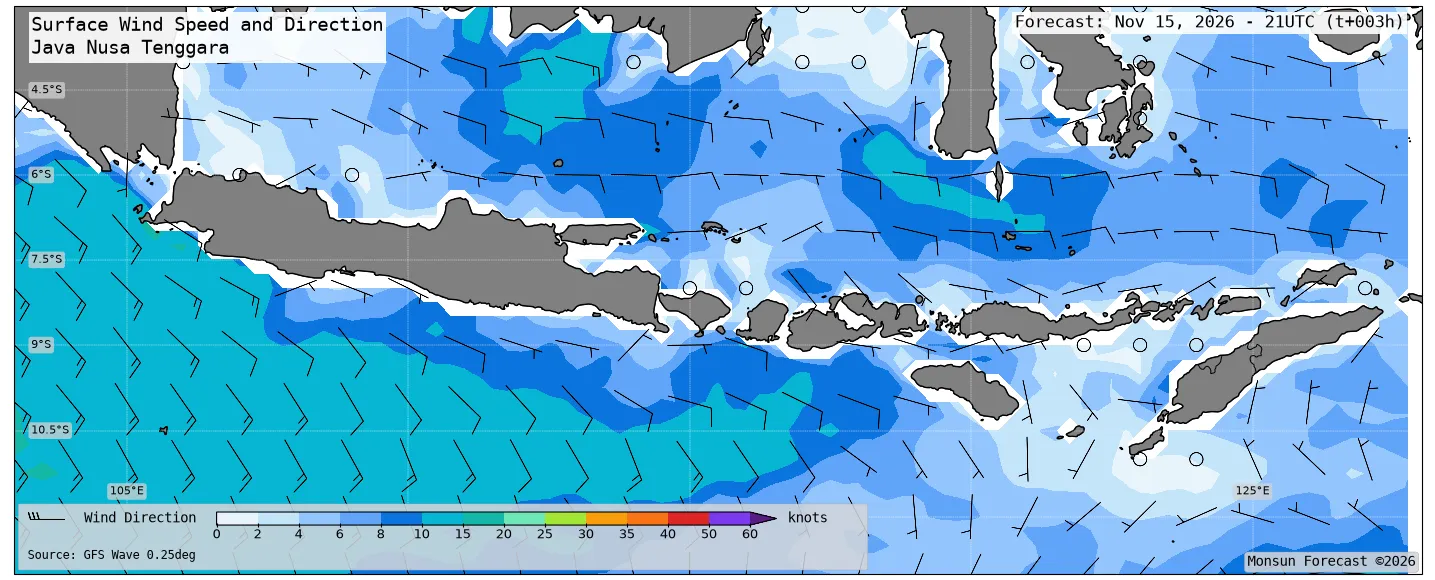 Surface Wind Speed and Direction
Java Nusa Tenggara
Forecast: Nov 15, 2026 - 21UTC (t+003h)
4.5°S
6°S
7.5°S
9°S
10.5°S
105°E
125°E
Wind Direction
knots
0 2 4 6 8 10 15 20 25 30 35 40 50 60
Source: GFS Wave 0.25deg
Monsun Forecast ©2026